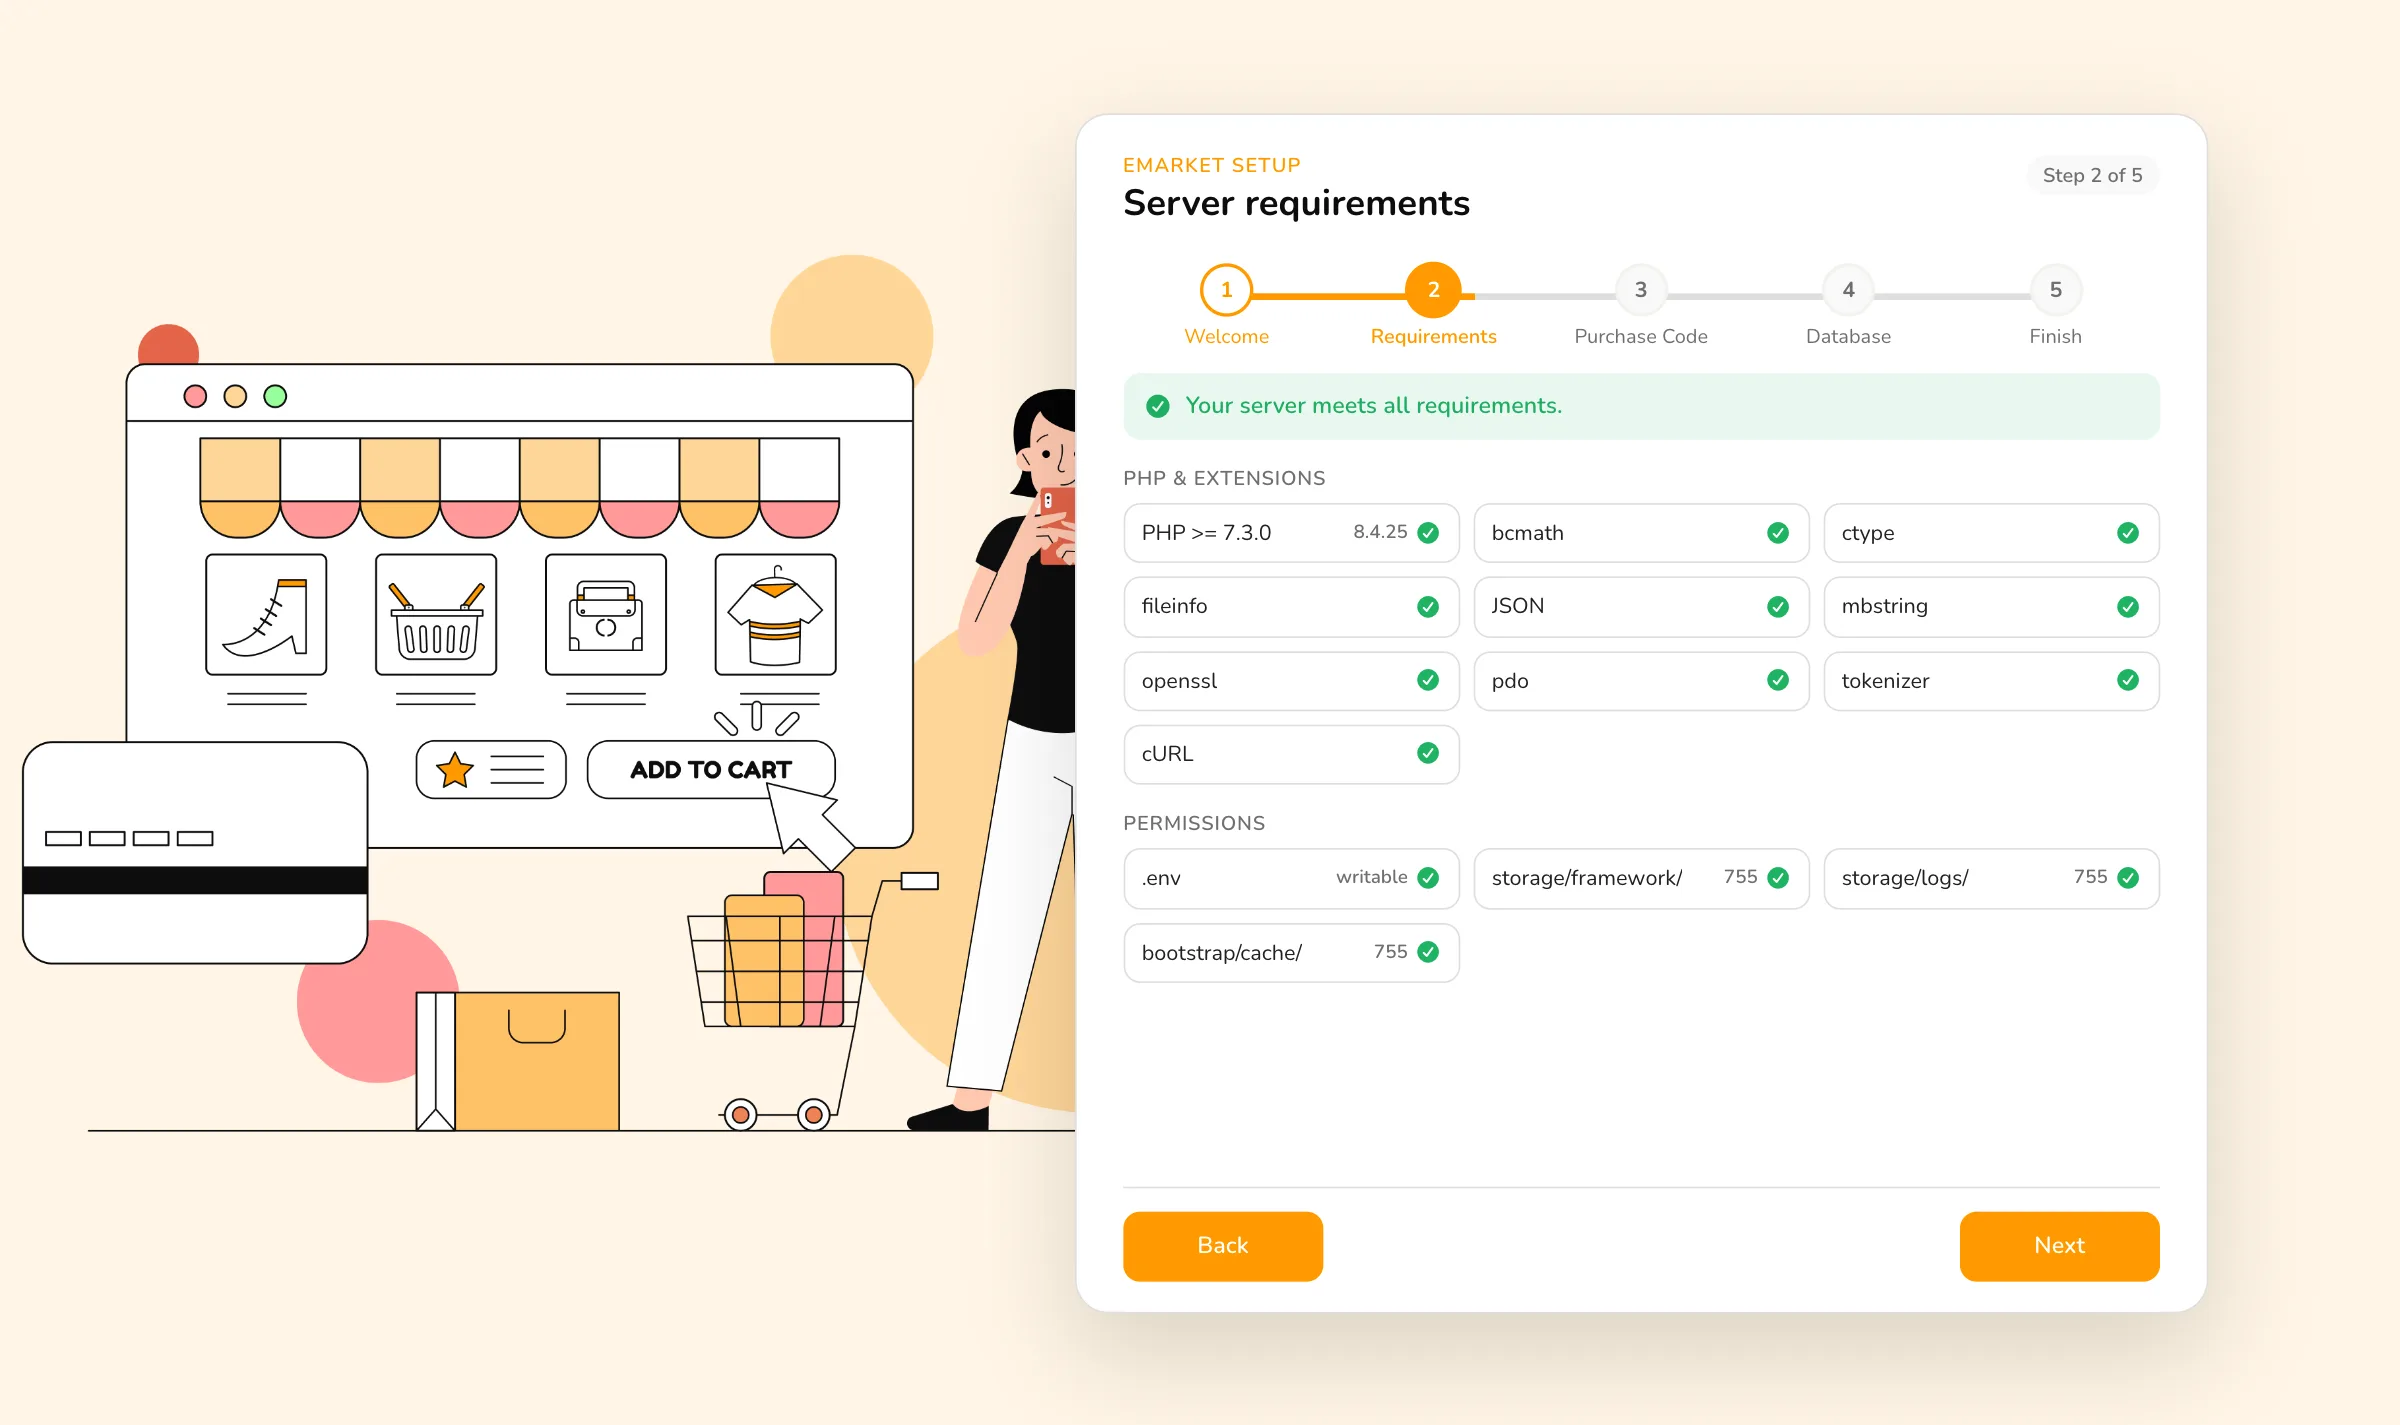 EMARKET SETUP
Server requirements
Step 2 of 5
1 2 3 4 5
Welcome Requirements Purchase Code Database Finish
Your server meets all requirements.
PHP & EXTENSIONS
PHP >= 7.3.0 8.4.25 bcmath ctype
fileinfo JSON mbstring
openssl pdo tokenizer
cURL
PERMISSIONS
.env writable storage/framework/ 755 storage/logs/ 755
bootstrap/cache/ 755
Back Next
ADD TO CART